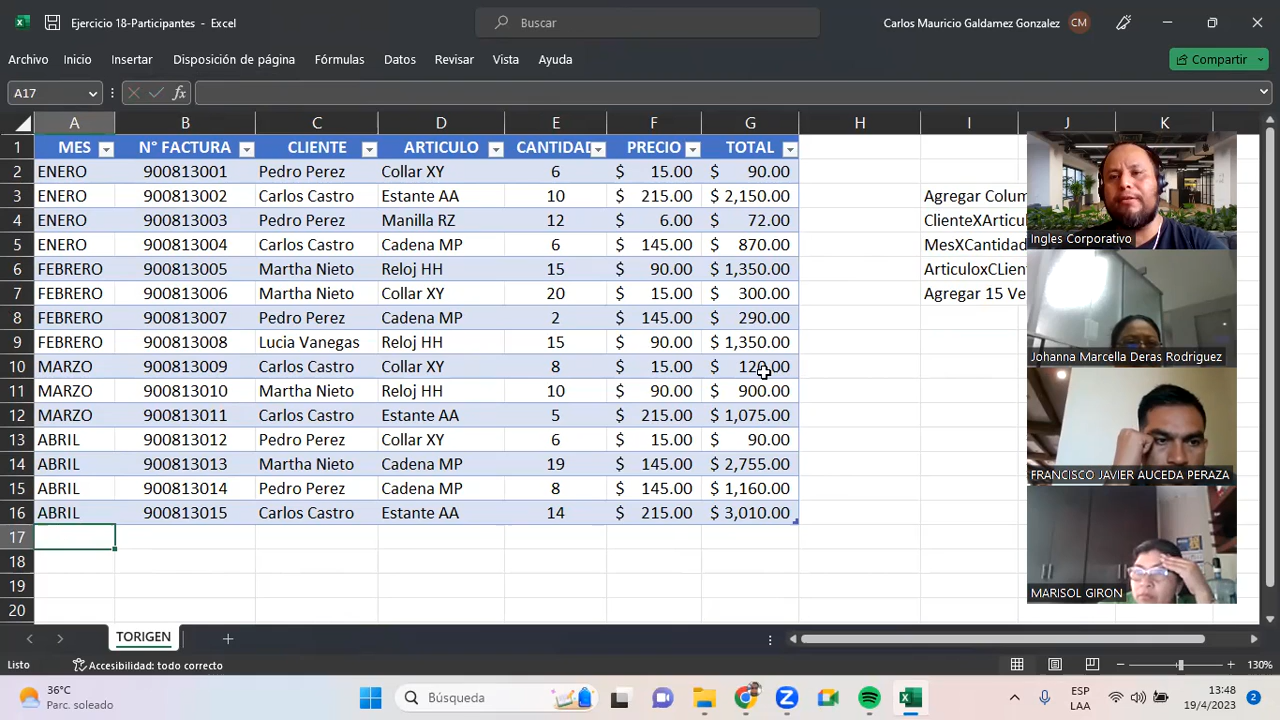 Ejercicio 18-Participantes - Excel
Buscar
Carlos Mauricio Galdamez Gonzalez
CM
Archivo Inicio Insertar Disposición de página Fórmulas Datos Revisar Vista Ayuda
Compartir
A17
fx
A B C D E F G H I J K
1 MES N° FACTURA CLIENTE ARTICULO CANTIDAD PRECIO TOTAL
2 ENERO 900813001 Pedro Perez Collar XY 6 $ 15.00 $ 90.00
3 ENERO 900813002 Carlos Castro Estante AA 10 $ 215.00 $ 2,150.00 Agregar Colum
4 ENERO 900813003 Pedro Perez Manilla RZ 12 $ 6.00 $ 72.00 ClienteXArticul
5 ENERO 900813004 Carlos Castro Cadena MP 6 $ 145.00 $ 870.00 MesXCantidad
6 FEBRERO 900813005 Martha Nieto Reloj HH 15 $ 90.00 $ 1,350.00 ArticuloxCLient
7 FEBRERO 900813006 Martha Nieto Collar XY 20 $ 15.00 $ 300.00 Agregar 15 Ve
8 FEBRERO 900813007 Pedro Perez Cadena MP 2 $ 145.00 $ 290.00
9 FEBRERO 900813008 Lucia Vanegas Reloj HH 15 $ 90.00 $ 1,350.00
10 MARZO 900813009 Carlos Castro Collar XY 8 $ 15.00 $ 120.00
11 MARZO 900813010 Martha Nieto Reloj HH 10 $ 90.00 $ 900.00
12 MARZO 900813011 Carlos Castro Estante AA 5 $ 215.00 $ 1,075.00
13 ABRIL 900813012 Pedro Perez Collar XY 6 $ 15.00 $ 90.00
14 ABRIL 900813013 Martha Nieto Cadena MP 19 $ 145.00 $ 2,755.00
15 ABRIL 900813014 Pedro Perez Cadena MP 8 $ 145.00 $ 1,160.00
16 ABRIL 900813015 Carlos Castro Estante AA 14 $ 215.00 $ 3,010.00
17
18
19
20
Ingles Corporativo
Johanna Marcella Deras Rodriguez
FRANCISCO JAVIER AUCEDA PERAZA
MARISOL GIRON
TORIGEN
Listo
Accesibilidad: todo correcto
130%
36°C
Parc. soleado
Búsqueda
ESP
LAA
13:48
19/4/2023
2